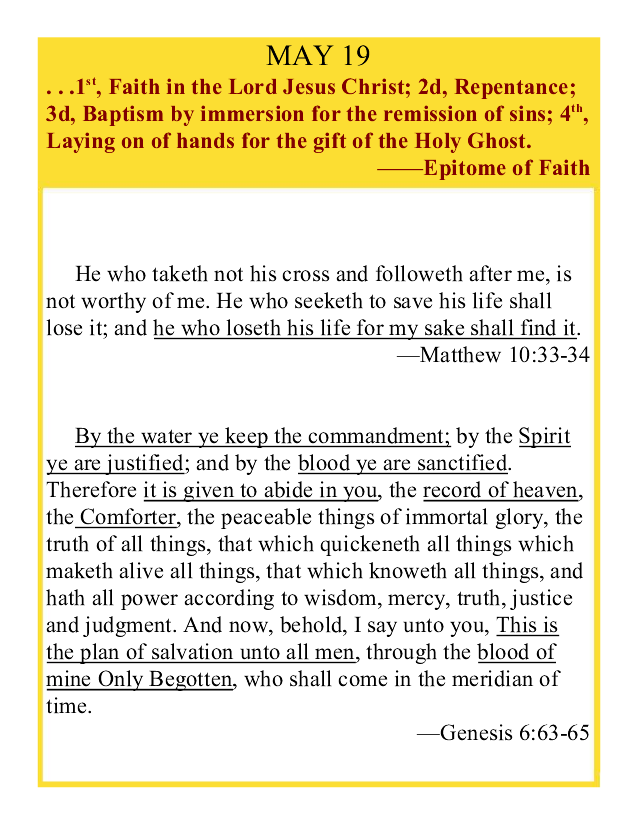 MAY 19
. . .1st, Faith in the Lord Jesus Christ; 2d, Repentance;
3d, Baptism by immersion for the remission of sins; 4th,
Laying on of hands for the gift of the Holy Ghost.
——Epitome of Faith
He who taketh not his cross and followeth after me, is
not worthy of me. He who seeketh to save his life shall
lose it; and he who loseth his life for my sake shall find it.
—Matthew 10:33-34
By the water ye keep the commandment; by the Spirit
ye are justified; and by the blood ye are sanctified.
Therefore it is given to abide in you, the record of heaven,
the Comforter, the peaceable things of immortal glory, the
truth of all things, that which quickeneth all things which
maketh alive all things, that which knoweth all things, and
hath all power according to wisdom, mercy, truth, justice
and judgment. And now, behold, I say unto you, This is
the plan of salvation unto all men, through the blood of
mine Only Begotten, who shall come in the meridian of
time.
—Genesis 6:63-65